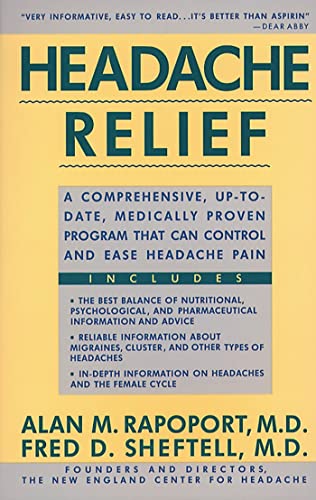 "VERY INFORMATIVE, EASY TO READ...IT'S BETTER THAN ASPIRIN"
—DEAR ABBY
HEADACHE
RELIEF
A COMPREHENSIVE, UP-TO-
DATE, MEDICALLY PROVEN
PROGRAM THAT CAN CONTROL
AND EASE HEADACHE PAIN
INCLUDES
▪ THE BEST BALANCE OF NUTRITIONAL,
PSYCHOLOGICAL, AND PHARMACEUTICAL
INFORMATION AND ADVICE
▪ RELIABLE INFORMATION ABOUT
MIGRAINES, CLUSTER, AND OTHER TYPES OF
HEADACHES
▪ IN-DEPTH INFORMATION ON HEADACHES
AND THE FEMALE CYCLE
ALAN M. RAPOPORT, M.D.
FRED D. SHEFTELL, M.D.
FOUNDERS AND DIRECTORS,
THE NEW ENGLAND CENTER FOR HEADACHE